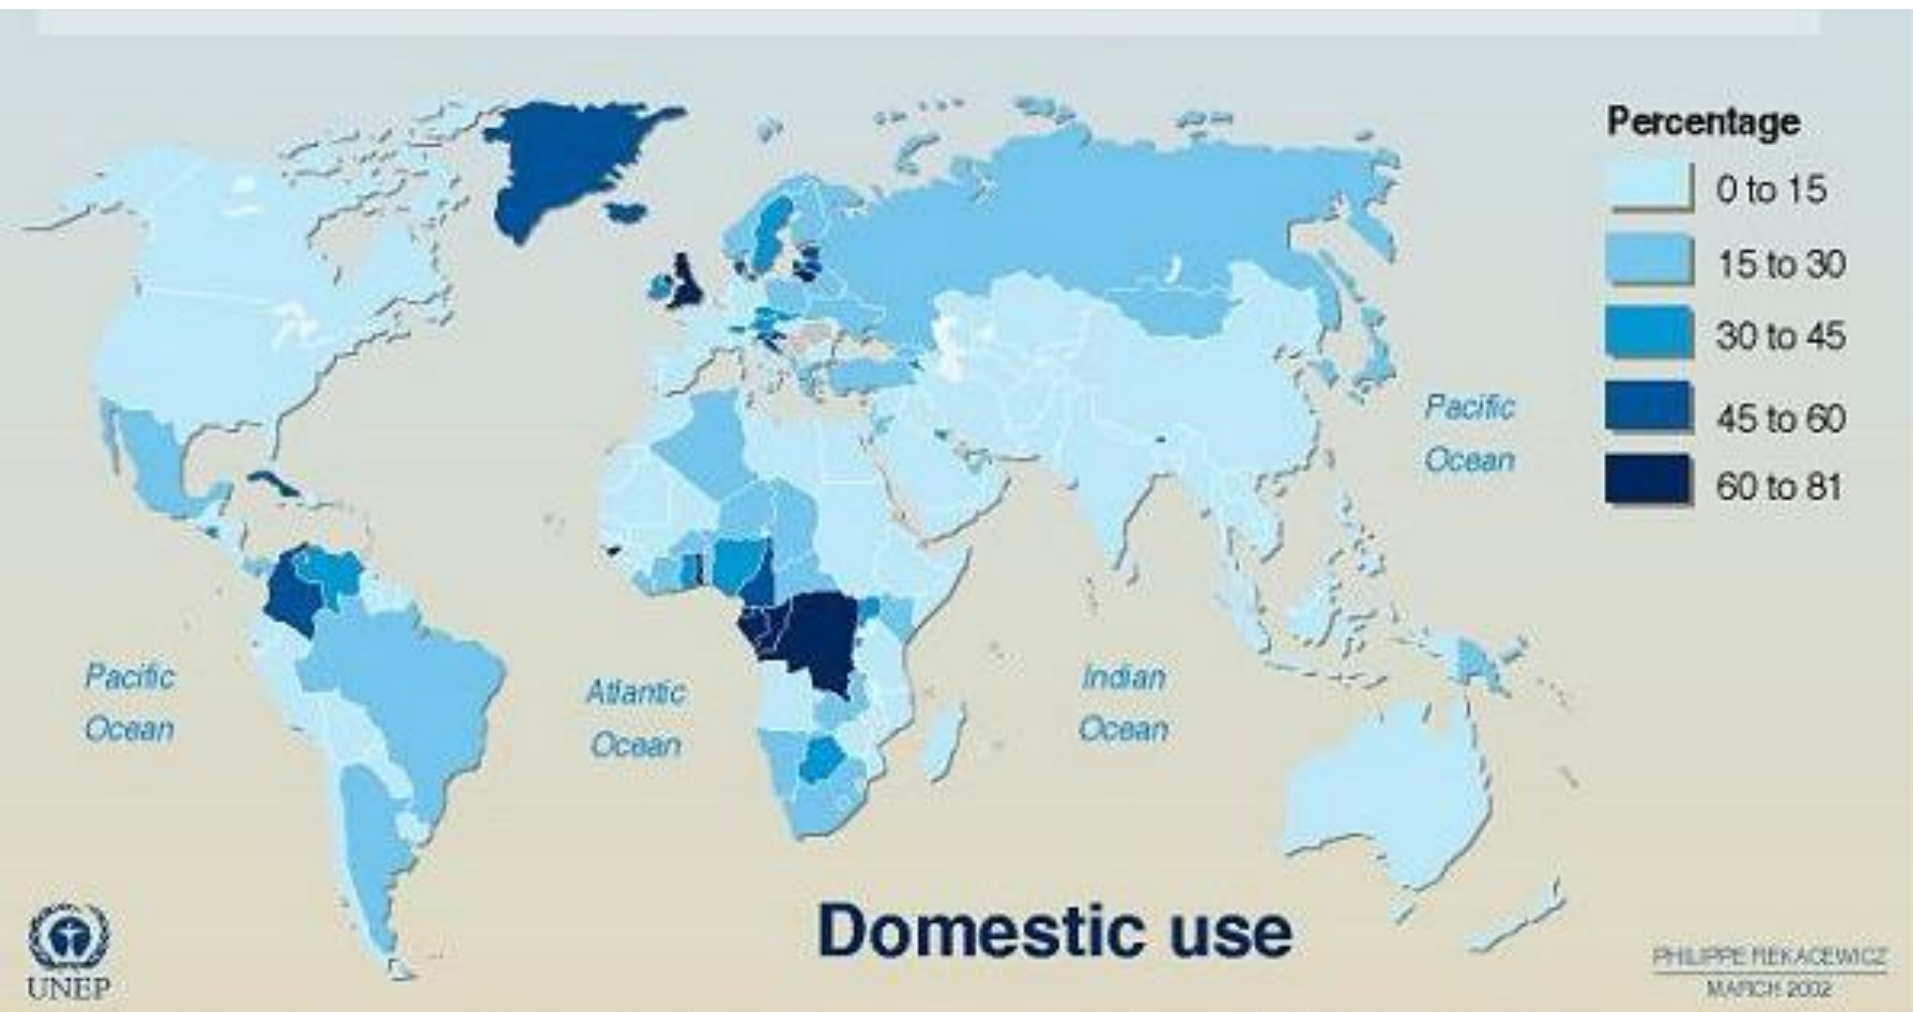 Percentage
0 to 15
15 to 30
30 to 45
45 to 60
60 to 81
Pacific
Ocean
Pacific
Ocean
Atlantic
Ocean
Indian
Ocean
Domestic use
UNEP
PHILIPPE REKACEWICZ
MARCH 2002